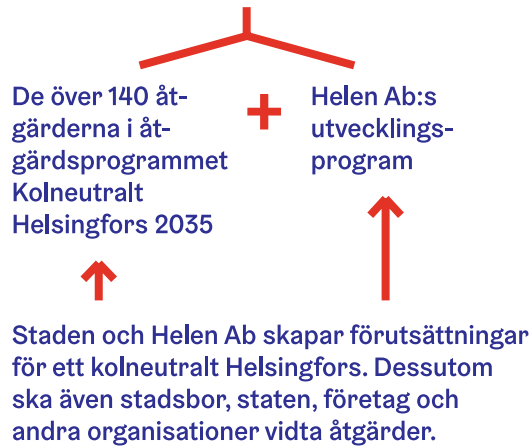 De över 140 åt-
gärderna i åt-
gärdsprogrammet
Kolneutralt
Helsingfors 2035
+
Helen Ab:s
utvecklings-
program
Staden och Helen Ab skapar förutsättningar
för ett kolneutralt Helsingfors. Dessutom
ska även stadsbor, staten, företag och
andra organisationer vidta åtgärder.